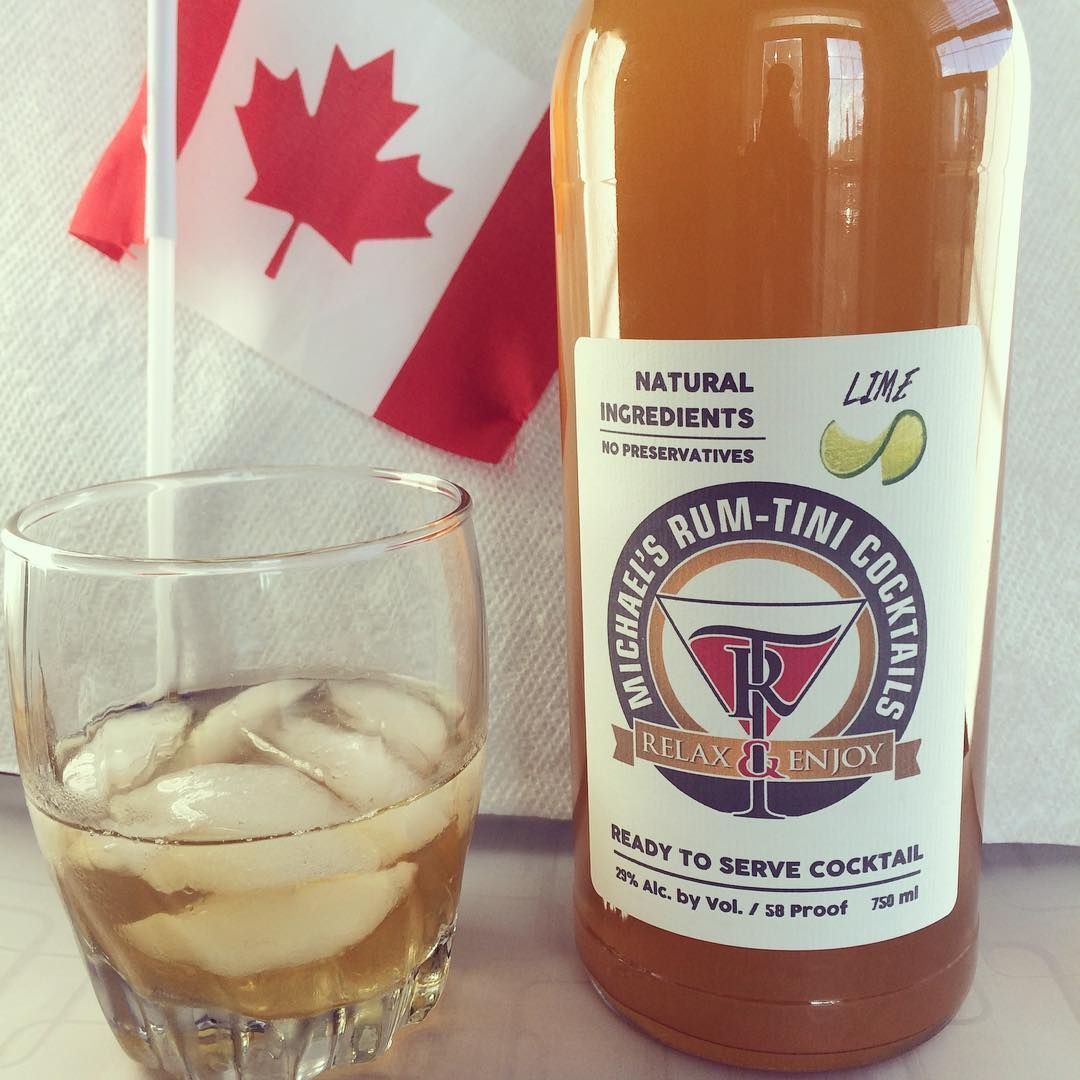 NATURAL
INGREDIENTS
NO PRESERVATIVES
LIME
MICHAEL'S RUM-TINI COCKTAILS
RT
RELAX & ENJOY
READY TO SERVE COCKTAIL
29% Alc. by Vol. / 58 Proof 750 ml